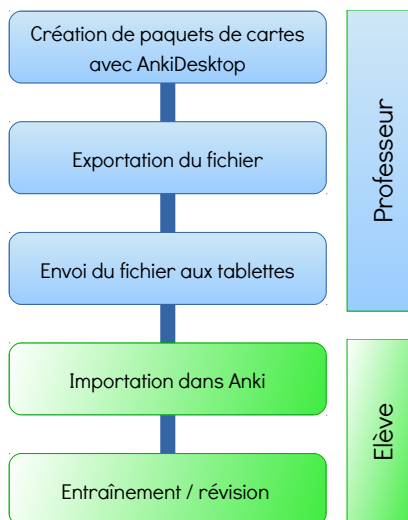 Création de paquets de cartes
avec AnkiDesktop
Exportation du fichier
Envoi du fichier aux tablettes
Professeur
Importation dans Anki
Entraînement / révision
Elève